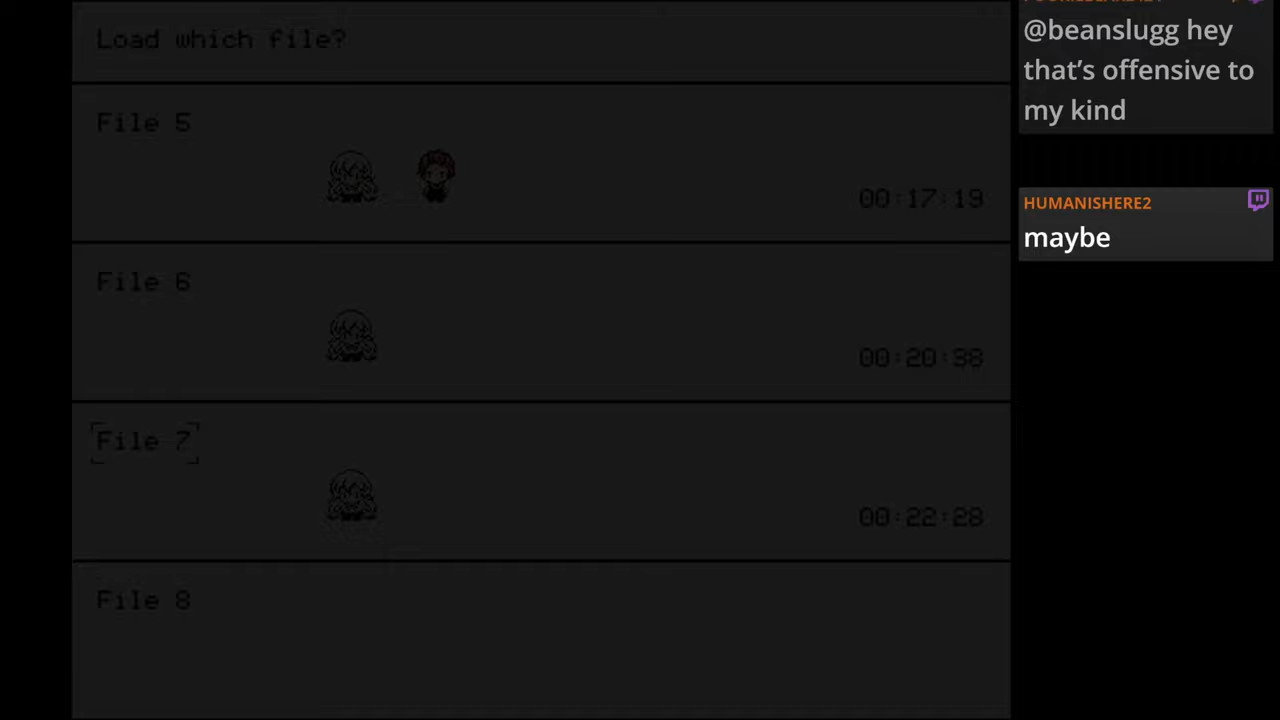 Load which file?
File 5
00:17:19
File 6
00:20:38
File 7
00:22:28
File 8
@beanslugg hey
that's offensive to
my kind
HUMANISHERE2
maybe